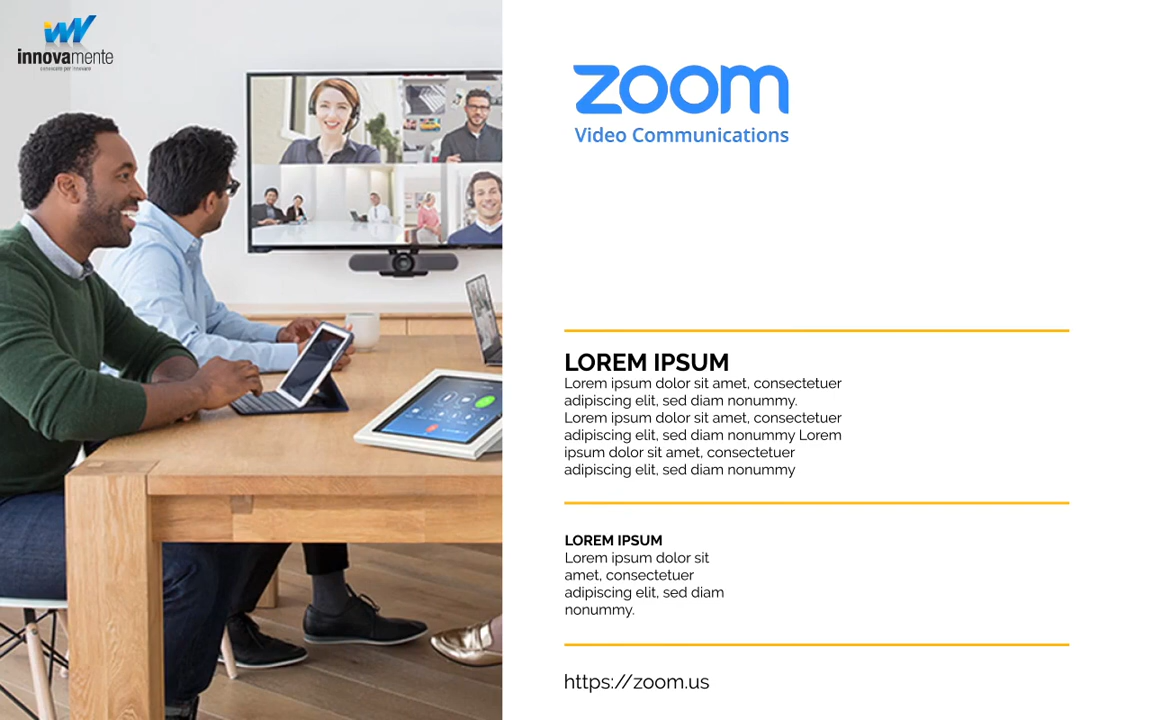 innovamente
zoom
Video Communications
LOREM IPSUM
Lorem ipsum dolor sit amet, consectetuer
adipiscing elit, sed diam nonummy.
Lorem ipsum dolor sit amet, consectetuer
adipiscing elit, sed diam nonummy Lorem
ipsum dolor sit amet, consectetuer
adipiscing elit, sed diam nonummy
LOREM IPSUM
Lorem ipsum dolor sit
amet, consectetuer
adipiscing elit, sed diam
nonummy.
https://zoom.us